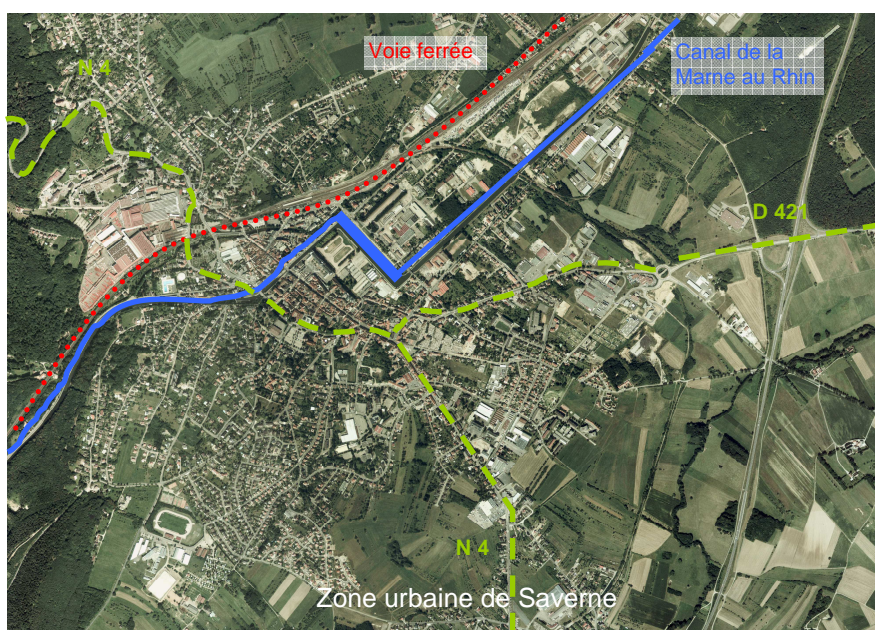 Voie ferrée
Canal de la
Marne au Rhin
N 4
D 421
N 4
Zone urbaine de Saverne